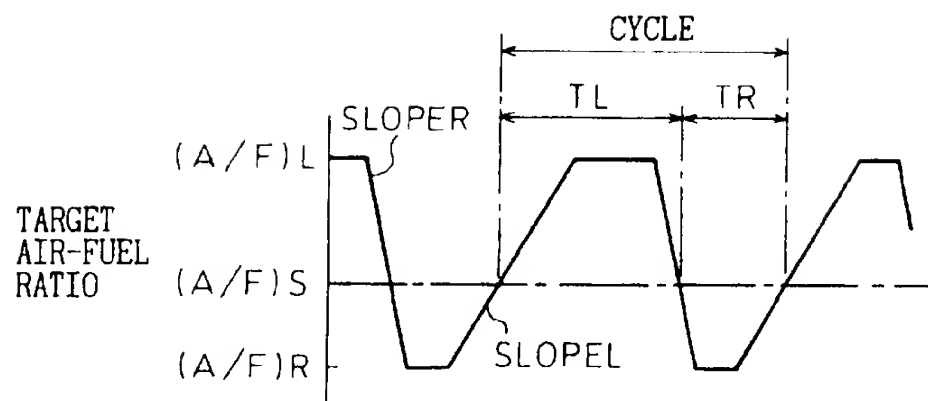 CYCLE
TL
TR
SLOPER
(A/F)L
TARGET
AIR-FUEL
RATIO
(A/F)S
SLOPEL
(A/F)R